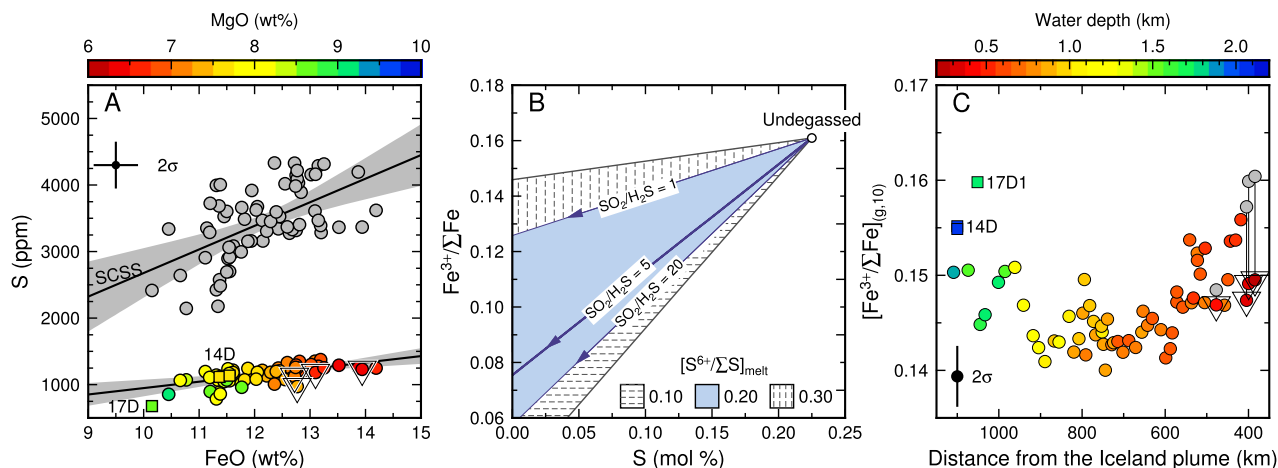 MgO (wt%)
6 7 8 9 10
A
5000
4000
3000
2000
1000
S (ppm)
2σ
SCSS
14D
17D
9 10 11 12 13 14 15
FeO (wt%)
B
0.18
0.16
0.14
0.12
0.10
0.08
0.06
Fe3+/ΣFe
Undegassed
SO2/H2S = 1
SO2/H2S = 5
SO2/H2S = 20
[S6+/ΣS]melt
0.10 0.20 0.30
0.00 0.05 0.10 0.15 0.20 0.25
S (mol %)
Water depth (km)
0.5 1.0 1.5 2.0
C
0.17
0.16
0.15
0.14
[Fe3+/ΣFe](g,10)
17D1
14D
2σ
1000 800 600 400
Distance from the Iceland plume (km)